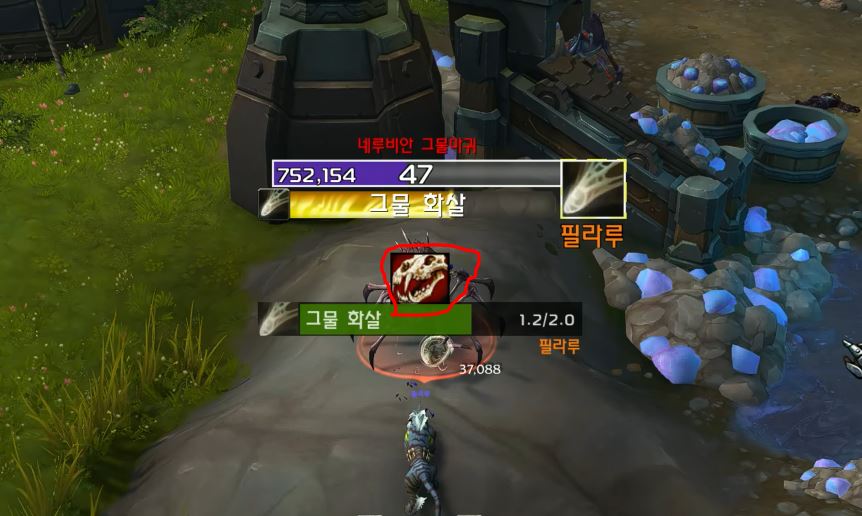 네루비안 그물마귀
752,154 47
그물 화살
필라루
그물 화살 1.2/2.0
필라루
37,088